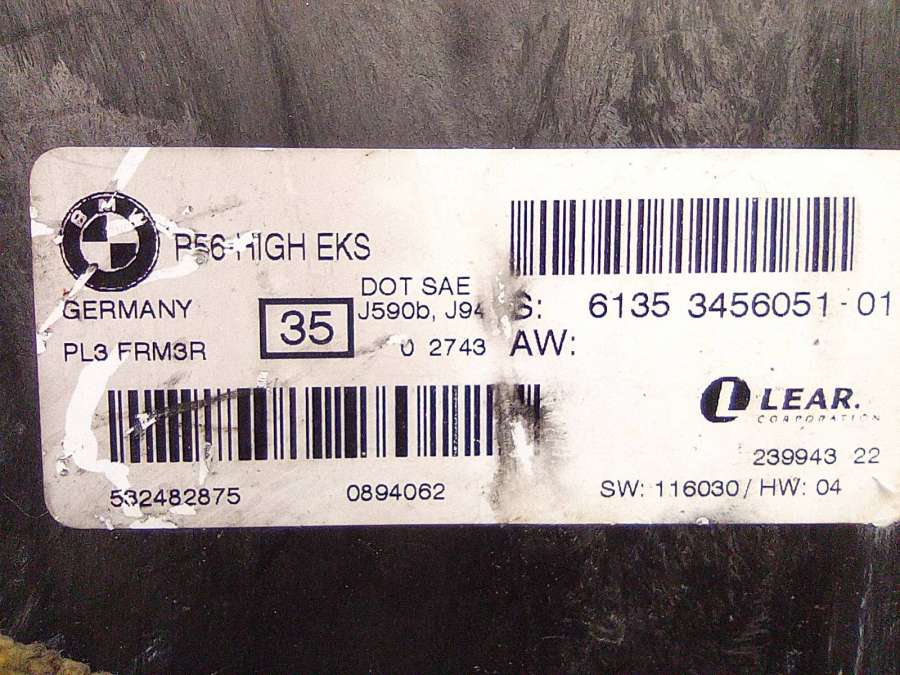 BMW
R56 HIGH EKS
GERMANY
DOT SAE
J590b, J94
35
PL3 FRM3R
0 2743
S: 6135 3456051-01
AW:
LEAR.
CORPORATION
239943 22
532482875 0894062
SW: 116030 / HW: 04